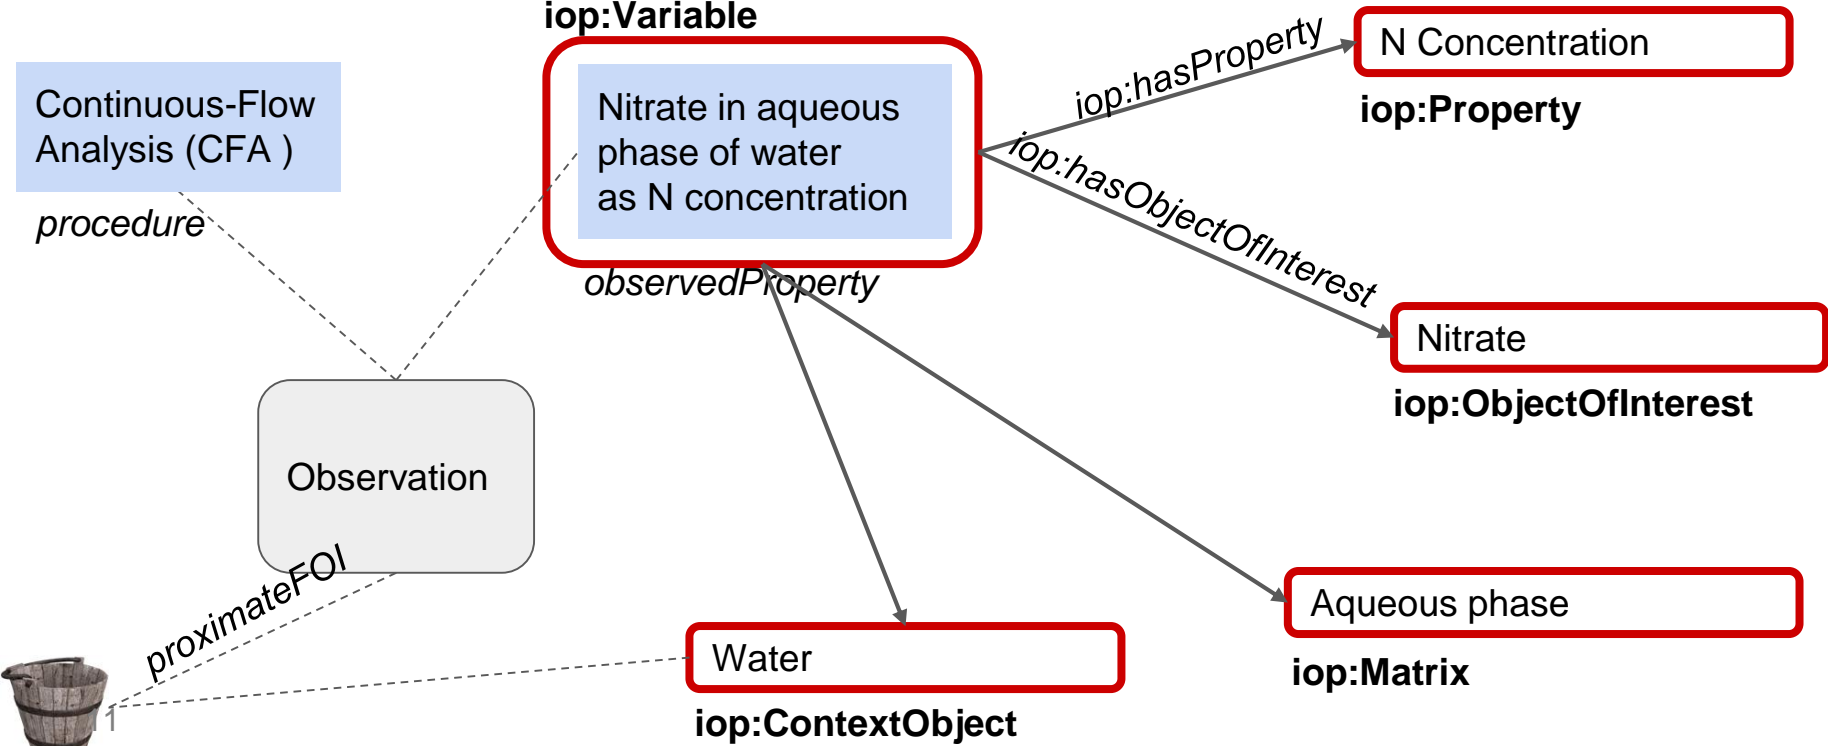 iop:Variable
Continuous-Flow
Analysis (CFA )
procedure
Nitrate in aqueous
phase of water
as N concentration
observedProperty
iop:hasProperty
N Concentration
iop:Property
iop:hasObjectOfInterest
Nitrate
iop:ObjectOfInterest
Observation
proximateFOI
Aqueous phase
iop:Matrix
Water
iop:ContextObject
11